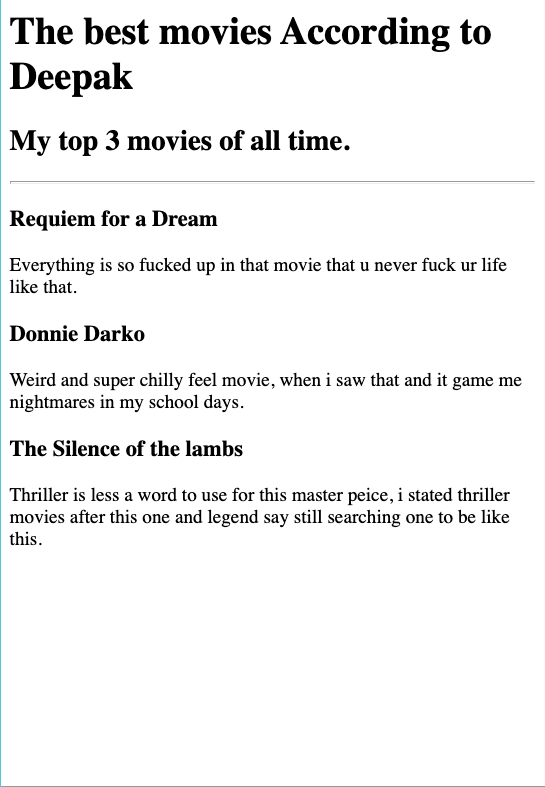 The best movies According to
Deepak
My top 3 movies of all time.
Requiem for a Dream
Everything is so fucked up in that movie that u never fuck ur life
like that.
Donnie Darko
Weird and super chilly feel movie, when i saw that and it game me
nightmares in my school days.
The Silence of the lambs
Thriller is less a word to use for this master peice, i stated thriller
movies after this one and legend say still searching one to be like
this.